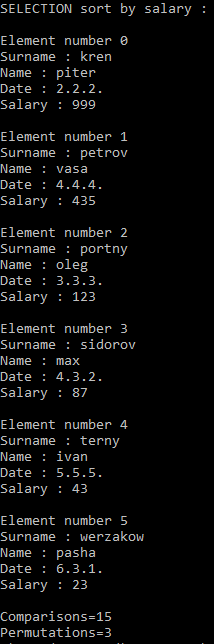 SELECTION sort by salary :
Element number 0
Surname : kren
Name : piter
Date : 2.2.2.
Salary : 999
Element number 1
Surname : petrov
Name : vasa
Date : 4.4.4.
Salary : 435
Element number 2
Surname : portny
Name : oleg
Date : 3.3.3.
Salary : 123
Element number 3
Surname : sidorov
Name : max
Date : 4.3.2.
Salary : 87
Element number 4
Surname : terny
Name : ivan
Date : 5.5.5.
Salary : 43
Element number 5
Surname : werzakow
Name : pasha
Date : 6.3.1.
Salary : 23
Comparisons=15
Permutations=3